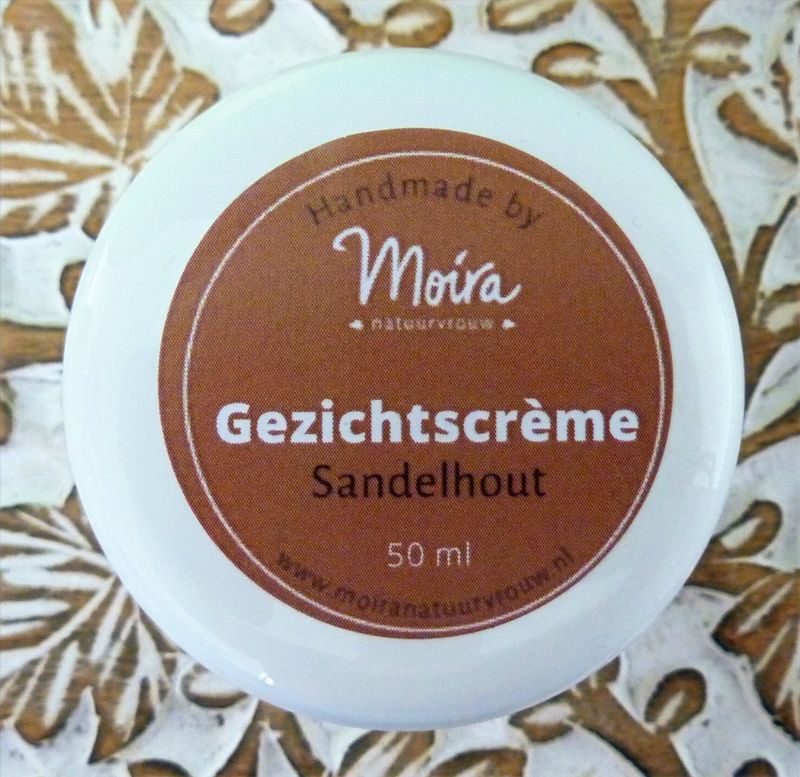 Handmade by
Moira
natuurvrouw
Gezichtscrème
Sandelhout
50 ml
www.moiranatuurvrouw.nl